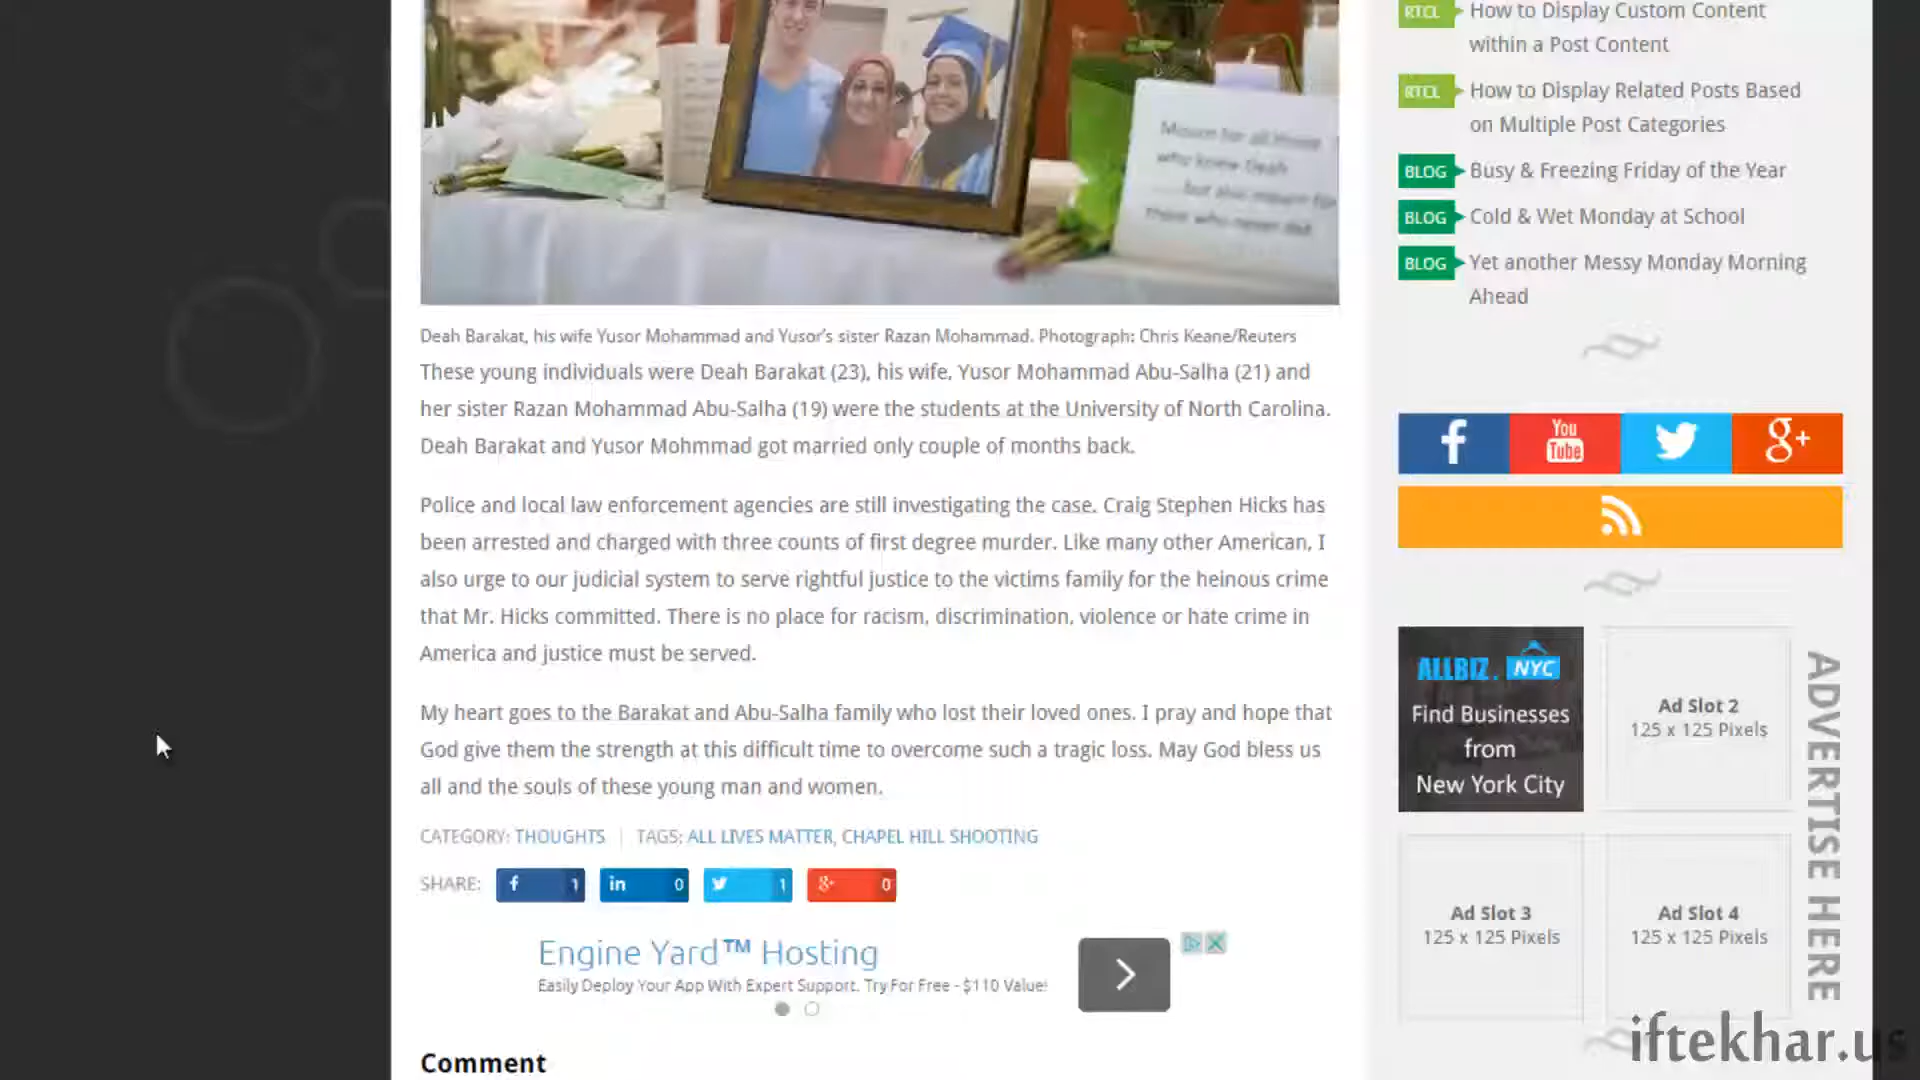 RTCL How to Display Custom Content
within a Post Content
RTCL How to Display Related Posts Based
on Multiple Post Categories
BLOG Busy & Freezing Friday of the Year
BLOG Cold & Wet Monday at School
BLOG Yet another Messy Monday Morning
Ahead
who knew Deah
Deah Barakat, his wife Yusor Mohammad and Yusor's sister Razan Mohammad. Photograph: Chris Keane/Reuters
These young individuals were Deah Barakat (23), his wife, Yusor Mohammad Abu-Salha (21) and
her sister Razan Mohammad Abu-Salha (19) were the students at the University of North Carolina.
Deah Barakat and Yusor Mohmmad got married only couple of months back.
Police and local law enforcement agencies are still investigating the case. Craig Stephen Hicks has
been arrested and charged with three counts of first degree murder. Like many other American, I
also urge to our judicial system to serve rightful justice to the victims family for the heinous crime
that Mr. Hicks committed. There is no place for racism, discrimination, violence or hate crime in
America and justice must be served.
My heart goes to the Barakat and Abu-Salha family who lost their loved ones. I pray and hope that
God give them the strength at this difficult time to overcome such a tragic loss. May God bless us
all and the souls of these young man and women.
CATEGORY: THOUGHTS | TAGS: ALL LIVES MATTER, CHAPEL HILL SHOOTING
SHARE: f 1 in 0 1 g+ 0
Engine Yard™ Hosting
Easily Deploy Your App With Expert Support. Try For Free - $110 Value!
Comment
f You Tube g+
ALLBIZ. NYC
Find Businesses
from
New York City
Ad Slot 2
125 x 125 Pixels
Ad Slot 3
125 x 125 Pixels
Ad Slot 4
125 x 125 Pixels
ADVERTISE HERE
iftekhar.us